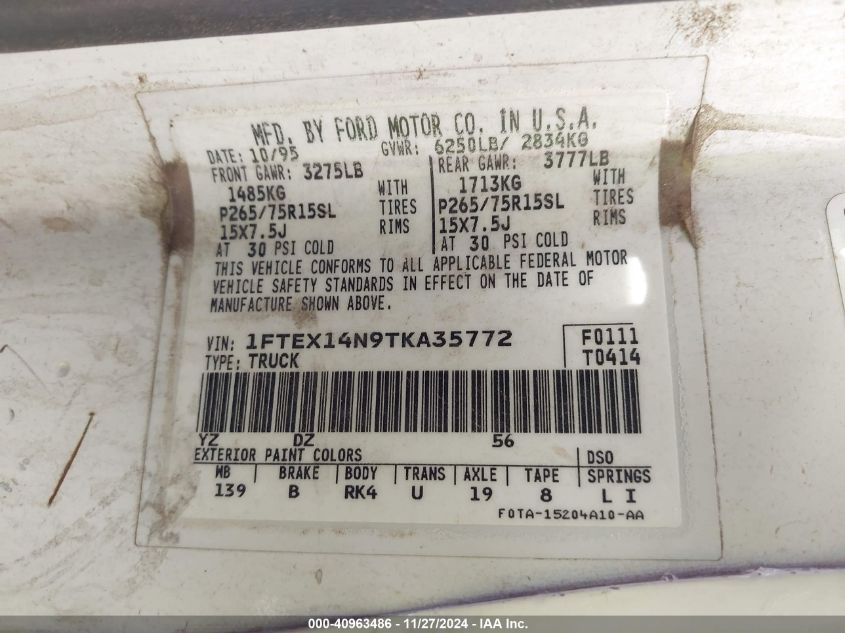 MFD. BY FORD MOTOR CO. IN U.S.A.
DATE: 10/95 GVWR: 6250LB/ 2834KG
FRONT GAWR: 3275LB REAR GAWR: 3777LB
1485KG WITH 1713KG WITH
P265/75R15SL TIRES P265/75R15SL TIRES
15X7.5J RIMS 15X7.5J RIMS
AT 30 PSI COLD AT 30 PSI COLD
THIS VEHICLE CONFORMS TO ALL APPLICABLE FEDERAL MOTOR
VEHICLE SAFETY STANDARDS IN EFFECT ON THE DATE OF
MANUFACTURE SHOWN ABOVE.
VIN: 1FTEX14N9TKA35772 F0111
TYPE: TRUCK T0414
YZ DZ 56
EXTERIOR PAINT COLORS DSO
WB BRAKE BODY TRANS AXLE TAPE SPRINGS
139 B RK4 U 19 8 L I
F0TA-15204A10-AA
000-40963486 - 11/27/2024 - IAA Inc.